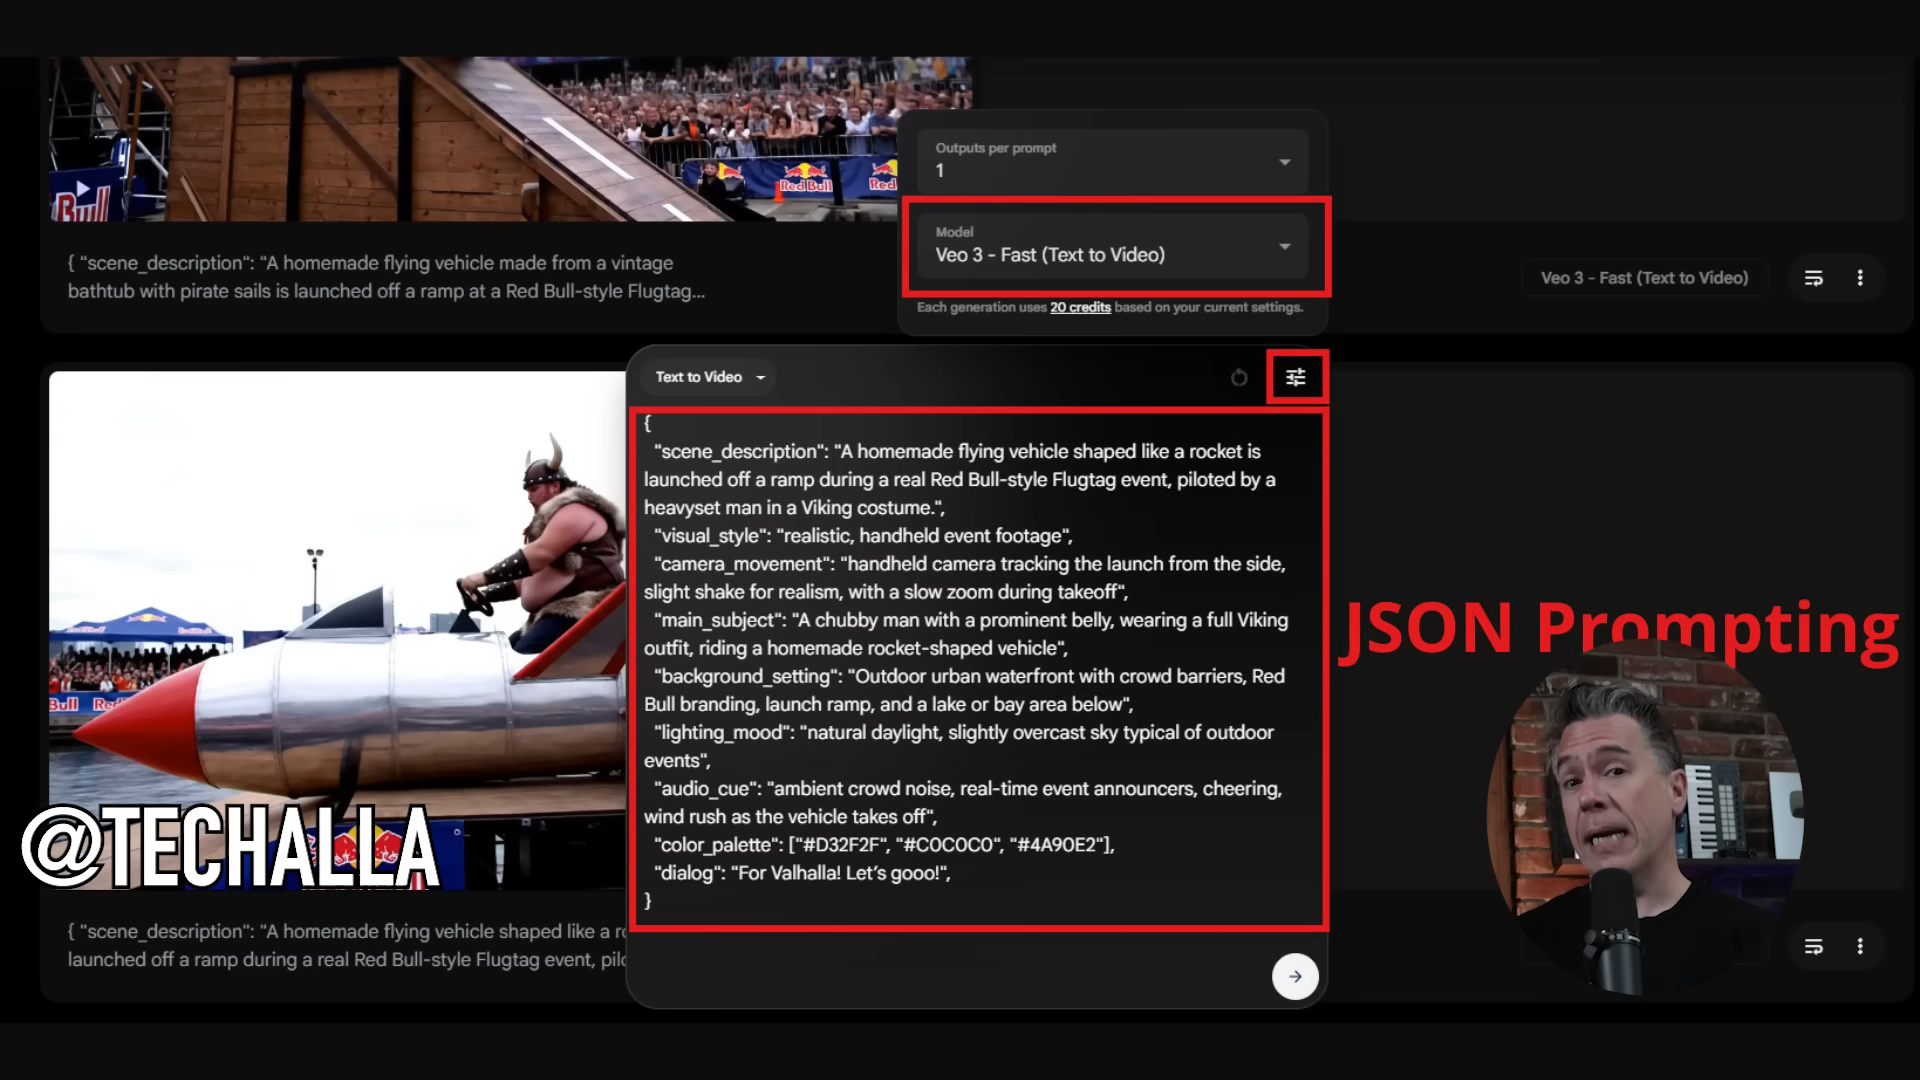 Outputs per prompt
1
Model
Veo 3 - Fast (Text to Video)
Each generation uses 20 credits based on your current settings.
Bull
Red Bull
Red
{ "scene_description": "A homemade flying vehicle made from a vintage
bathtub with pirate sails is launched off a ramp at a Red Bull-style Flugtag...
Veo 3 - Fast (Text to Video)
Text to Video
{
"scene_description": "A homemade flying vehicle shaped like a rocket is
launched off a ramp during a real Red Bull-style Flugtag event, piloted by a
heavyset man in a Viking costume.",
"visual_style": "realistic, handheld event footage",
"camera_movement": "handheld camera tracking the launch from the side,
slight shake for realism, with a slow zoom during takeoff",
"main_subject": "A chubby man with a prominent belly, wearing a full Viking
outfit, riding a homemade rocket-shaped vehicle",
"background_setting": "Outdoor urban waterfront with crowd barriers, Red
Bull branding, launch ramp, and a lake or bay area below",
"lighting_mood": "natural daylight, slightly overcast sky typical of outdoor
events",
"audio_cue": "ambient crowd noise, real-time event announcers, cheering,
wind rush as the vehicle takes off",
"color_palette": ["#D32F2F", "#C0C0C0", "#4A90E2"],
"dialog": "For Valhalla! Let's gooo!",
}
JSON Prompting
Bull
Red
@TECHALLA
{ "scene_description": "A homemade flying vehicle shaped like a ro
launched off a ramp during a real Red Bull-style Flugtag event, pilo